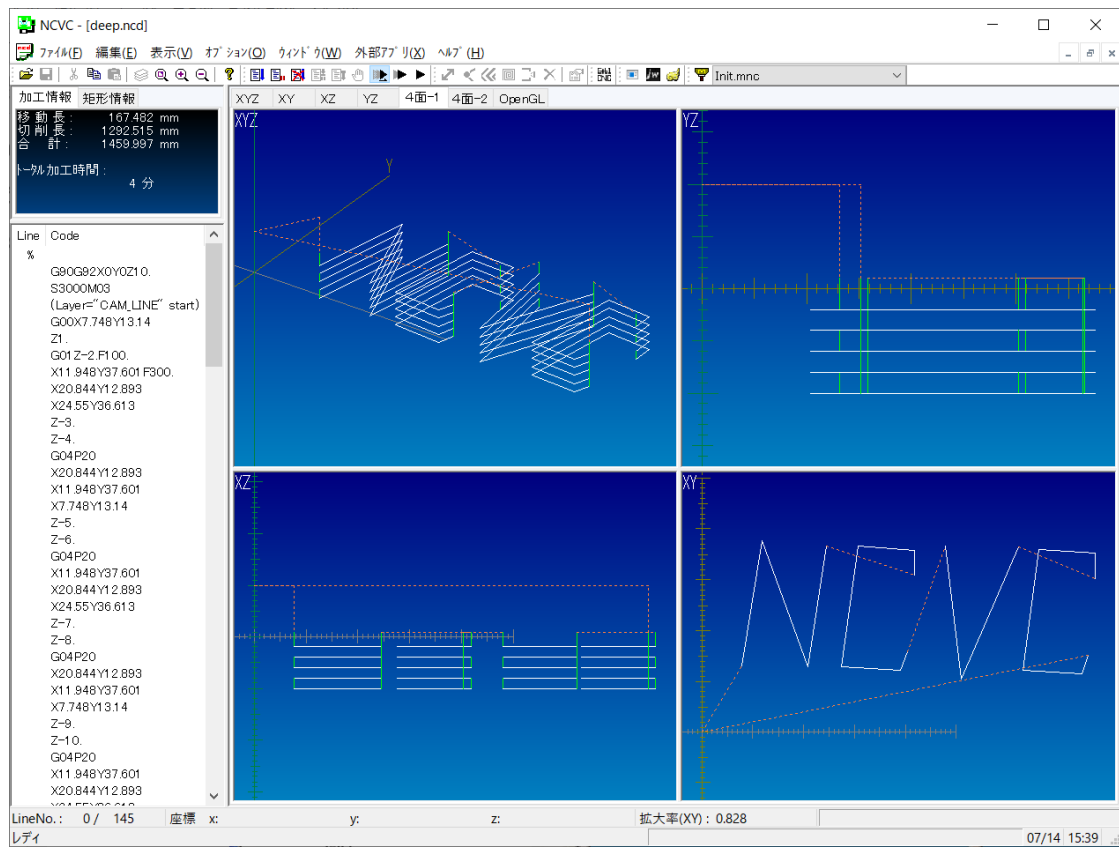 NCVC - [deep.ncd]
ﾌｧｲﾙ(F) 編集(E) 表示(V) ｵﾌﾟｼｮﾝ(O) ｳｨﾝﾄﾞｳ(W) 外部ｱﾌﾟﾘ(X) ﾍﾙﾌﾟ(H)
Init.mnc
加工情報 矩形情報
XYZ XY XZ YZ 4面-1 4面-2 OpenGL
移動長: 167.482 mm
切削長: 1292.515 mm
合 計: 1459.997 mm
ﾄｰﾀﾙ加工時間:
4 分
Line Code
%
G90G92X0Y0Z10.
S3000M03
(Layer="CAM_LINE" start)
G00X7.748Y13.14
Z1.
G01Z-2.F100.
X11.948Y37.601F300.
X20.844Y12.893
X24.55Y36.613
Z-3.
Z-4.
G04P20
X20.844Y12.893
X11.948Y37.601
X7.748Y13.14
Z-5.
Z-6.
G04P20
X11.948Y37.601
X20.844Y12.893
X24.55Y36.613
Z-7.
Z-8.
G04P20
X20.844Y12.893
X11.948Y37.601
X7.748Y13.14
Z-9.
Z-10.
G04P20
X11.948Y37.601
X20.844Y12.893
XYZ
Y
YZ
XZ
XY
LineNo.: 0 / 145 座標 x: y: z: 拡大率(XY) : 0.828
レディ 07/14 15:39